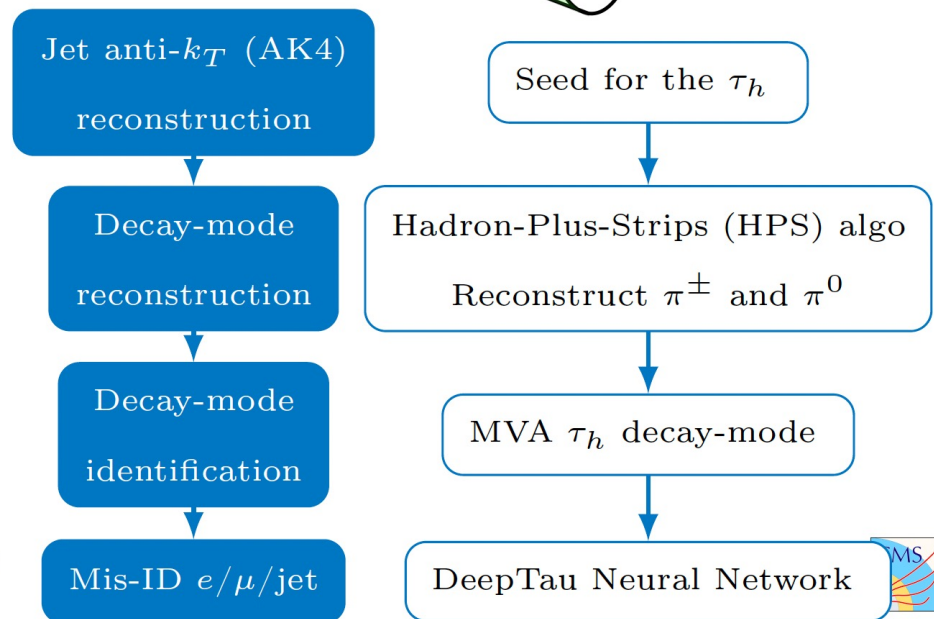 Jet anti-$k_T$ (AK4)
reconstruction
Seed for the $\tau_h$
Decay-mode
reconstruction
Hadron-Plus-Strips (HPS) algo
Reconstruct $\pi^{\pm}$ and $\pi^0$
Decay-mode
identification
MVA $\tau_h$ decay-mode
Mis-ID $e/\mu$/jet
DeepTau Neural Network
MS